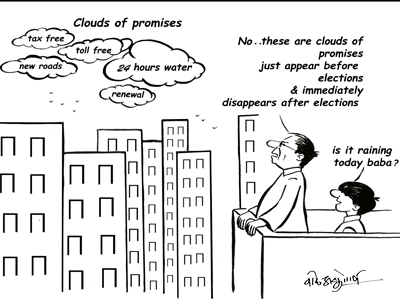 Clouds of promises
tax free
toll free
new roads
24 hours water
renewal
No..these are clouds of
promises
just appear before
elections
& immediately
disappears after elections
is it raining
today baba?